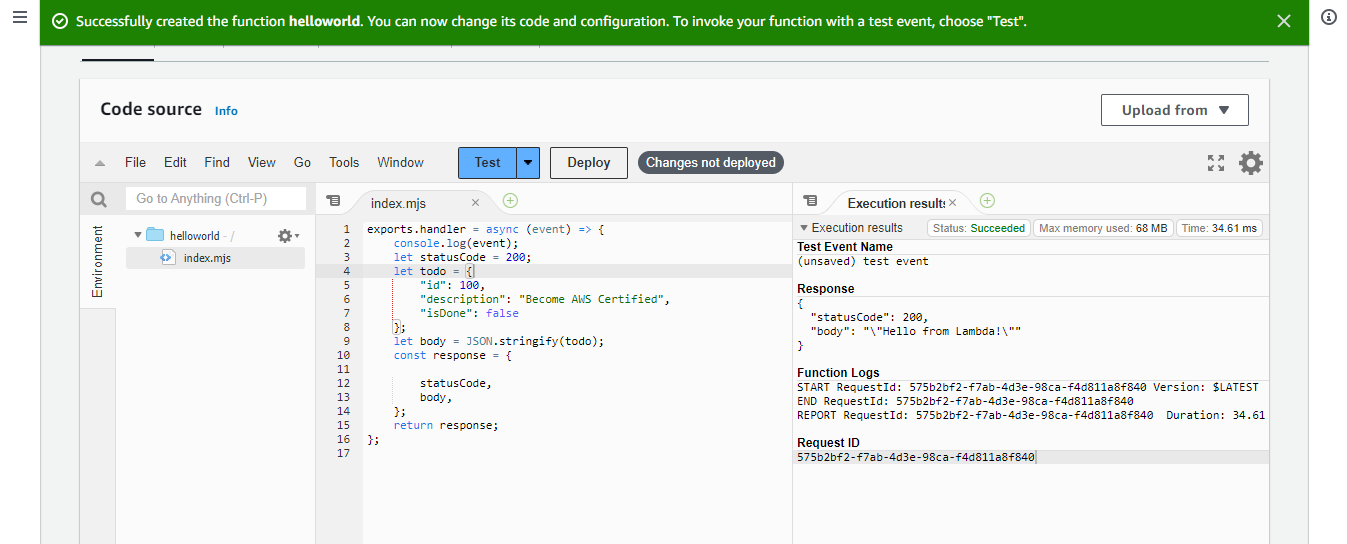 Successfully created the function helloworld. You can now change its code and configuration. To invoke your function with a test event, choose "Test".
Code source Info
Upload from
File Edit Find View Go Tools Window Test Deploy Changes not deployed
Go to Anything (Ctrl-P)
Environment
helloworld - /
index.mjs
index.mjs
1 exports.handler = async (event) => {
2 console.log(event);
3 let statusCode = 200;
4 let todo = {
5 "id": 100,
6 "description": "Become AWS Certified",
7 "isDone": false
8 };
9 let body = JSON.stringify(todo);
10 const response = {
11
12 statusCode,
13 body,
14 };
15 return response;
16 };
17
Execution results
Execution results Status: Succeeded Max memory used: 68 MB Time: 34.61 ms
Test Event Name
(unsaved) test event
Response
{
"statusCode": 200,
"body": "\"Hello from Lambda!\""
}
Function Logs
START RequestId: 575b2bf2-f7ab-4d3e-98ca-f4d811a8f840 Version: $LATEST
END RequestId: 575b2bf2-f7ab-4d3e-98ca-f4d811a8f840
REPORT RequestId: 575b2bf2-f7ab-4d3e-98ca-f4d811a8f840 Duration: 34.61
Request ID
575b2bf2-f7ab-4d3e-98ca-f4d811a8f840